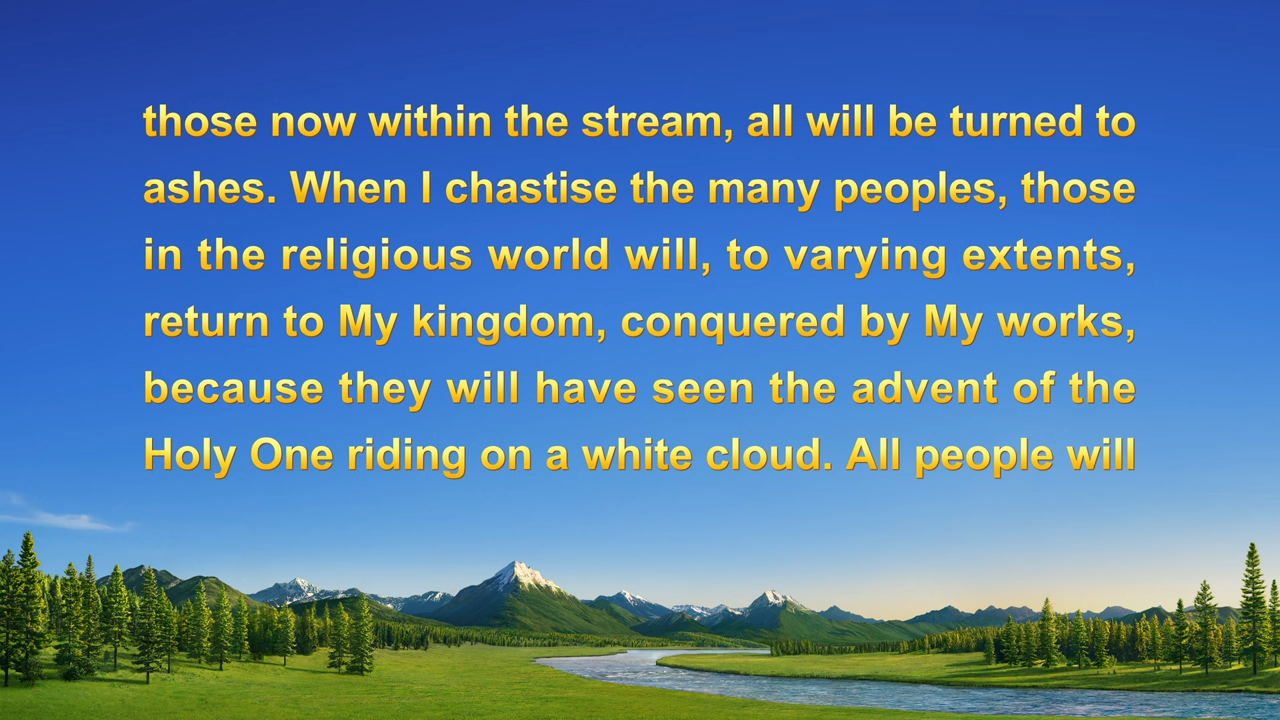 those now within the stream, all will be turned to
ashes. When I chastise the many peoples, those
in the religious world will, to varying extents,
return to My kingdom, conquered by My works,
because they will have seen the advent of the
Holy One riding on a white cloud. All people will